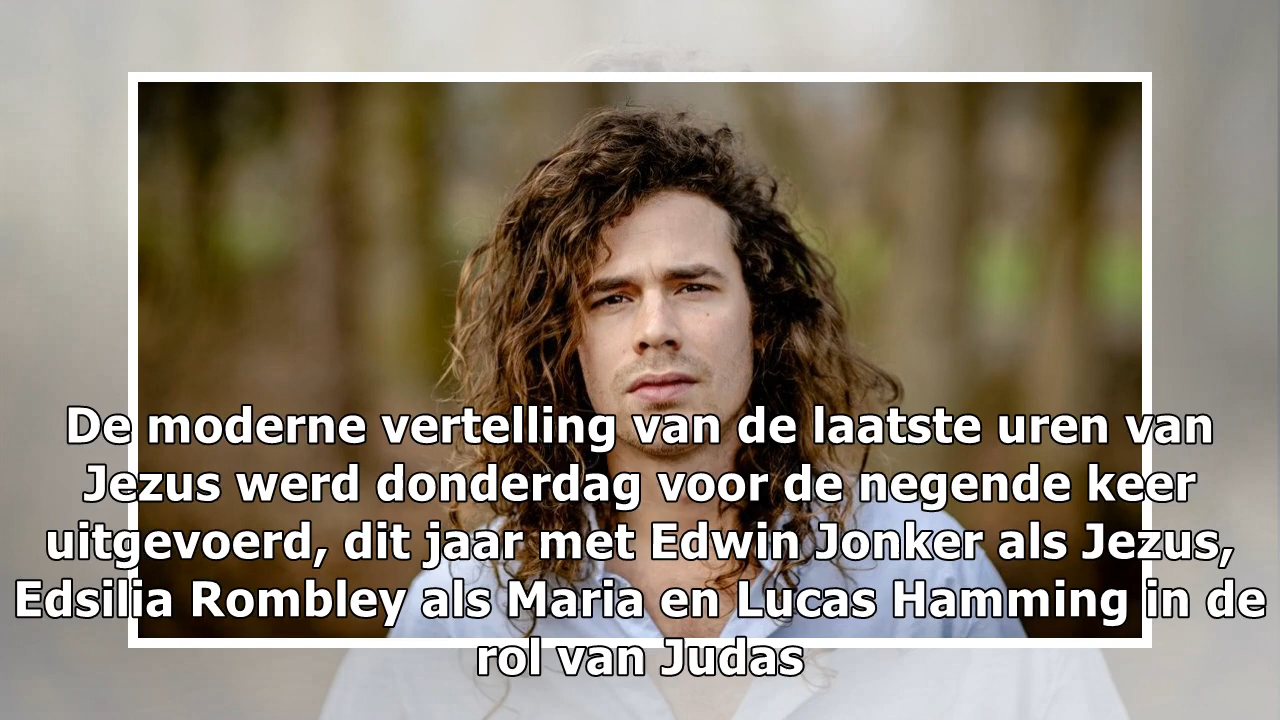 De moderne vertelling van de laatste uren van
Jezus werd donderdag voor de negende keer
uitgevoerd, dit jaar met Edwin Jonker als Jezus,
Edsilia Rombley als Maria en Lucas Hamming in de
rol van Judas